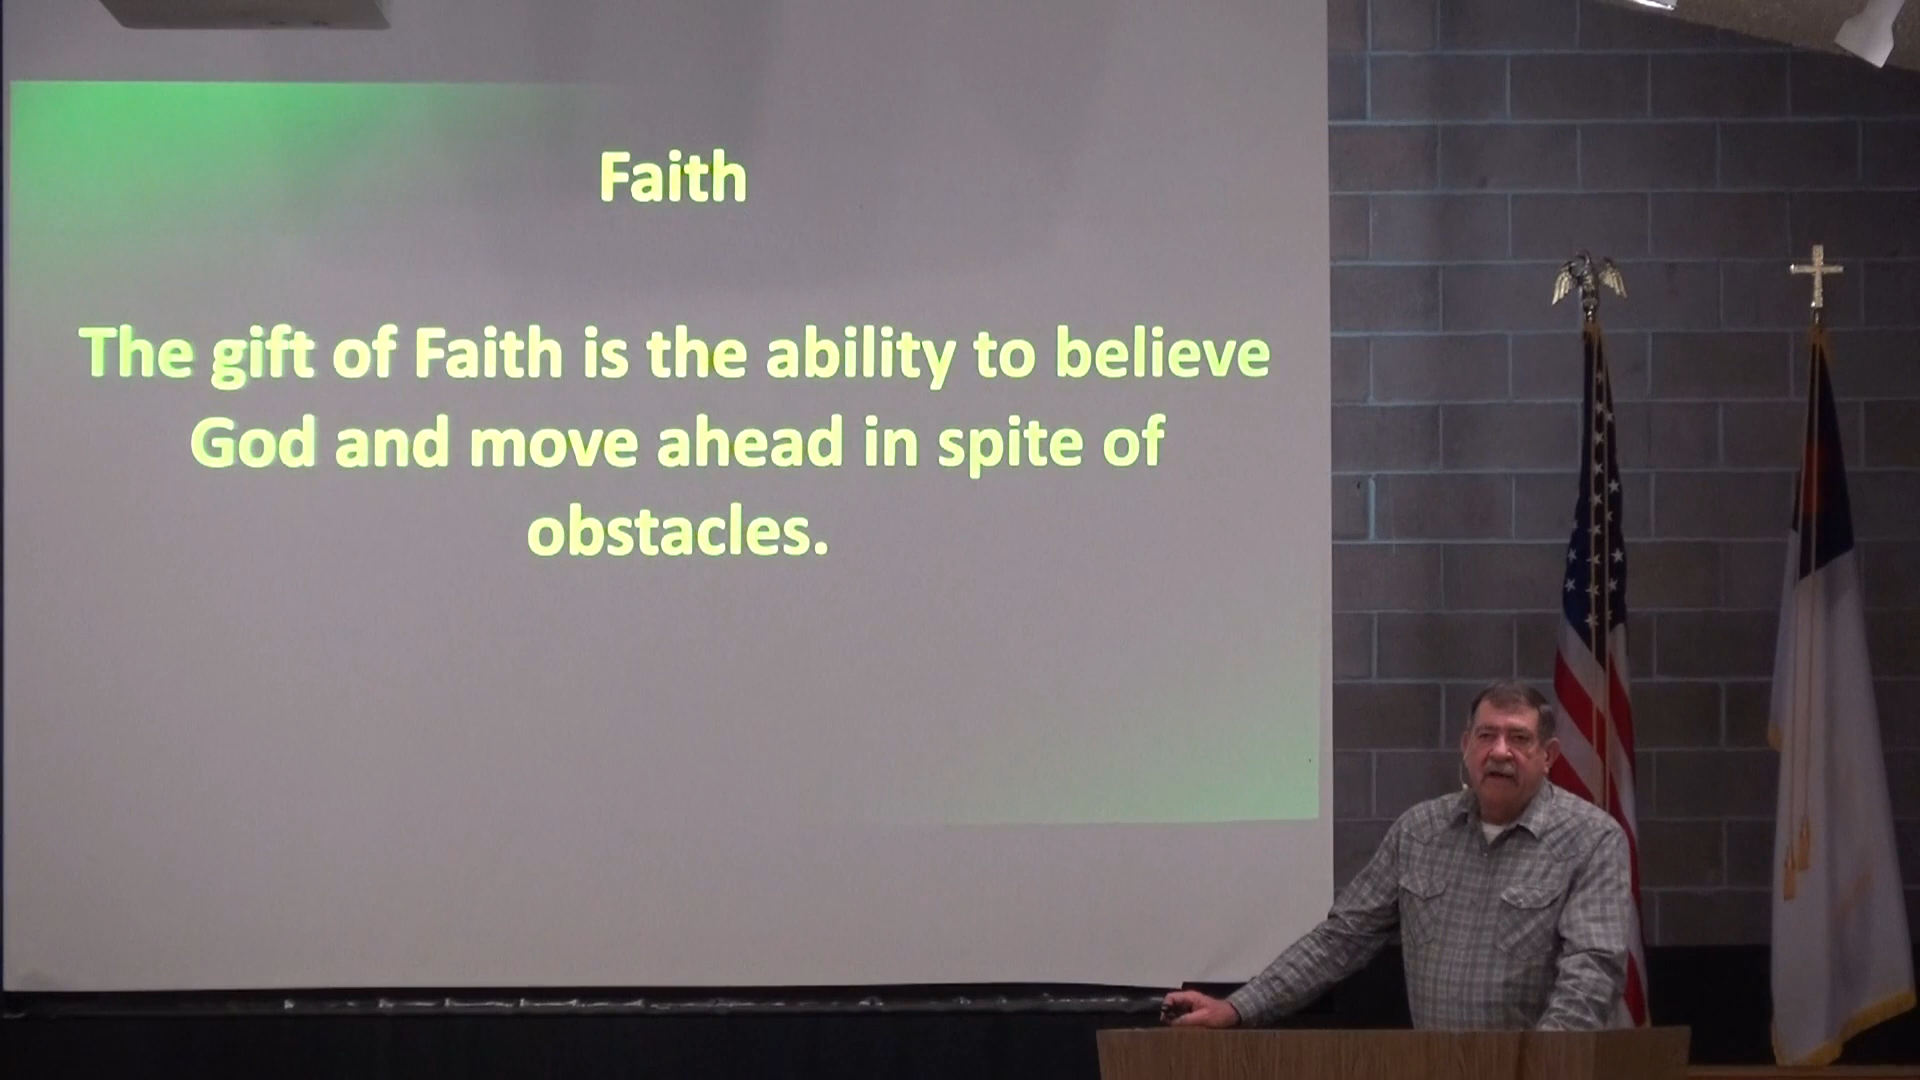 Faith
The gift of Faith is the ability to believe
God and move ahead in spite of
obstacles.